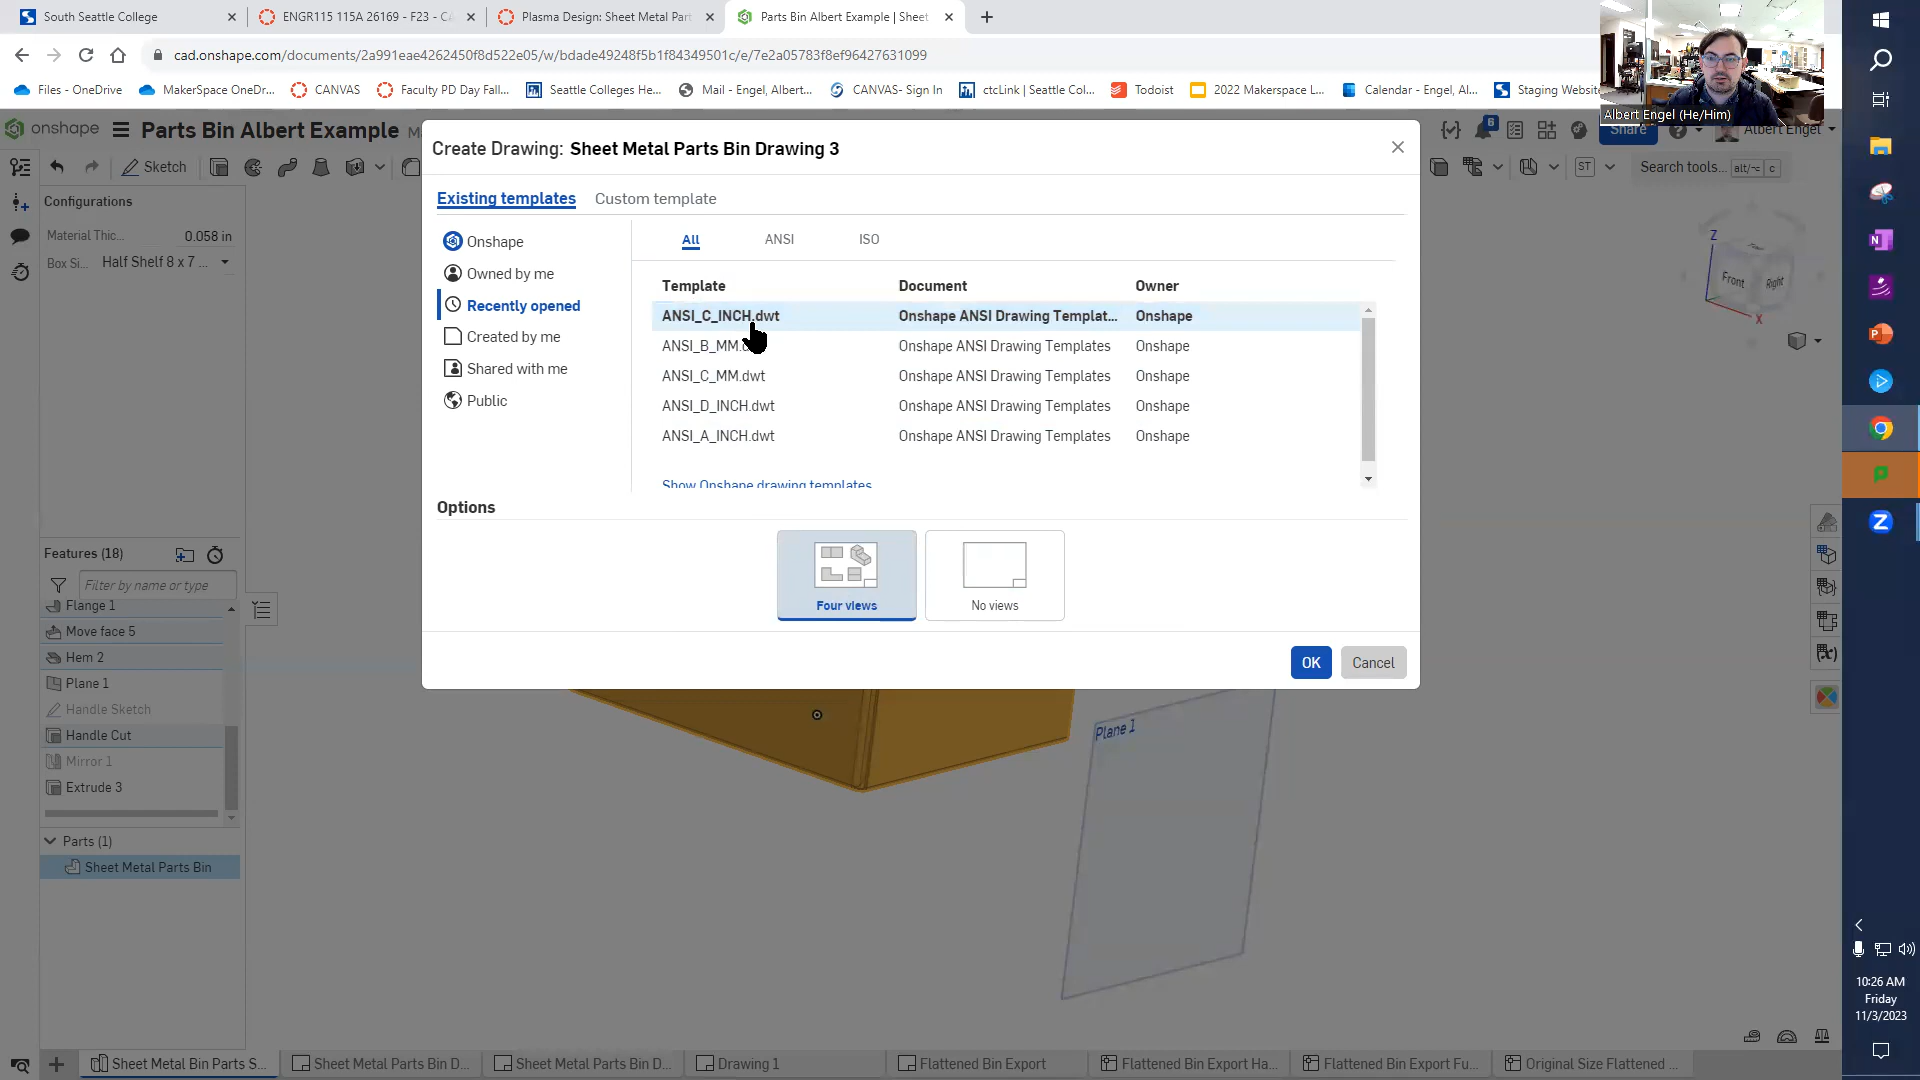 South Seattle College
ENGR115 115A 26169 - F23 - C
Plasma Design: Sheet Metal Part
Parts Bin Albert Example | Sheet
cad.onshape.com/documents/2a991eae4262450f8d522e05/w/bdade49248f5b1f84349501c/e/7e2a05783f8ef96427631099
Files - OneDrive
MakerSpace OneDr...
CANVAS
Faculty PD Day Fall...
Seattle Colleges He...
Mail - Engel, Albert...
CANVAS- Sign In
ctcLink | Seattle Col...
Todoist
2022 Makerspace L...
Calendar - Engel, Al...
Staging Website
Albert Engel (He/Him)
onshape
Parts Bin Albert Example
Share
Albert Engel
6
Sketch
ST
Search tools...
alt/⌥
c
Configurations
Material Thic...
0.058 in
Box Si...
Half Shelf 8 x 7 ...
Create Drawing: Sheet Metal Parts Bin Drawing 3
Existing templates
Custom template
Onshape
Owned by me
Recently opened
Created by me
Shared with me
Public
All
ANSI
ISO
Template
Document
Owner
ANSI_C_INCH.dwt
Onshape ANSI Drawing Templat...
Onshape
ANSI_B_MM.
Onshape ANSI Drawing Templates
Onshape
ANSI_C_MM.dwt
Onshape ANSI Drawing Templates
Onshape
ANSI_D_INCH.dwt
Onshape ANSI Drawing Templates
Onshape
ANSI_A_INCH.dwt
Onshape ANSI Drawing Templates
Onshape
Show Onshape drawing templates
Options
Four views
No views
OK
Cancel
Z
Front
Right
X
Features (18)
Filter by name or type
Flange 1
Move face 5
Hem 2
Plane 1
Handle Sketch
Handle Cut
Mirror 1
Extrude 3
Parts (1)
Sheet Metal Parts Bin
Plane 1
10:26 AM
Friday
11/3/2023
Sheet Metal Bin Parts S...
Sheet Metal Parts Bin D...
Sheet Metal Parts Bin D...
Drawing 1
Flattened Bin Export
Flattened Bin Export Ha...
Flattened Bin Export Fu...
Original Size Flattened ...